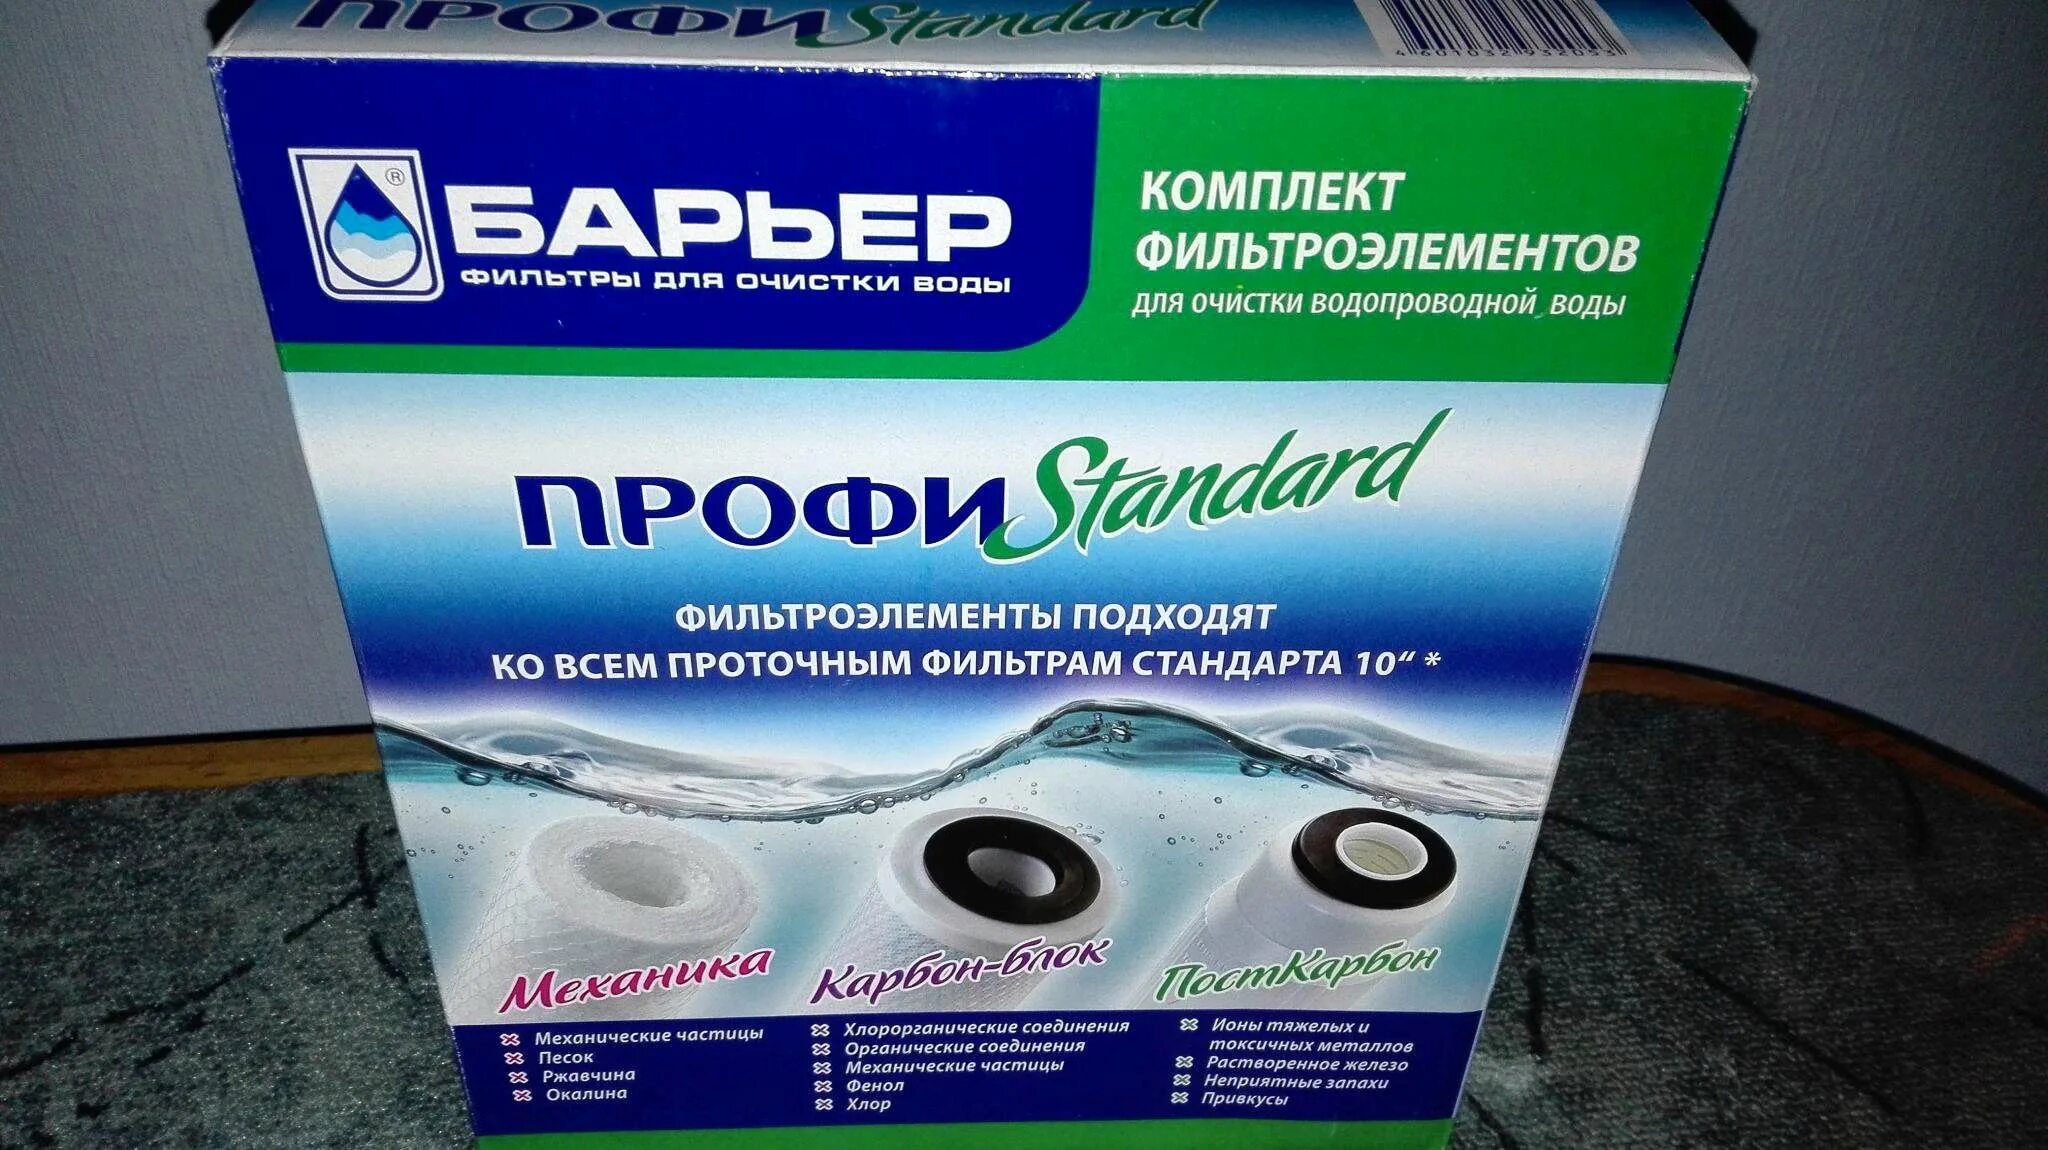 ПРОФИ Standard
4601032932053
®
БАРЬЕР
ФИЛЬТРЫ ДЛЯ ОЧИСТКИ ВОДЫ
КОМПЛЕКТ
ФИЛЬТРОЭЛЕМЕНТОВ
ДЛЯ ОЧИСТКИ ВОДОПРОВОДНОЙ ВОДЫ
ПРОФИ Standard
ФИЛЬТРОЭЛЕМЕНТЫ ПОДХОДЯТ
КО ВСЕМ ПРОТОЧНЫМ ФИЛЬТРАМ СТАНДАРТА 10“ *
Механика
Механические частицы
Песок
Ржавчина
Окалина
Карбон-блок
Хлорорганические соединения
Органические соединения
Механические частицы
Фенол
Хлор
ПостКарбон
Ионы тяжелых и
токсичных металлов
Растворенное железо
Неприятные запахи
Привкусы